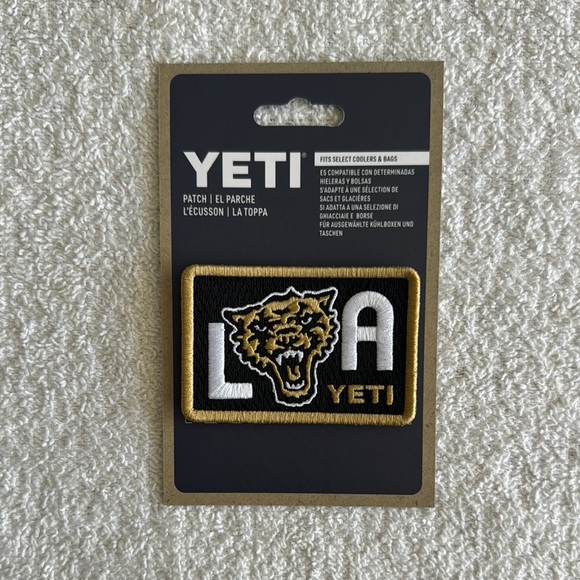 YETI®
PATCH | EL PARCHE
L'ÉCUSSON | LA TOPPA
FITS SELECT COOLERS & BAGS
ES COMPATIBLE CON DETERMINADAS
HIELERAS Y BOLSAS
S'ADAPTE À UNE SÉLECTION DE
SACS ET GLACIÈRES
SI ADATTA A UNA SELEZIONE DI
GHIACCIAIE E BORSE
FÜR AUSGEWÄHLTE KÜHLBOXEN UND
TASCHEN
L A
YETI